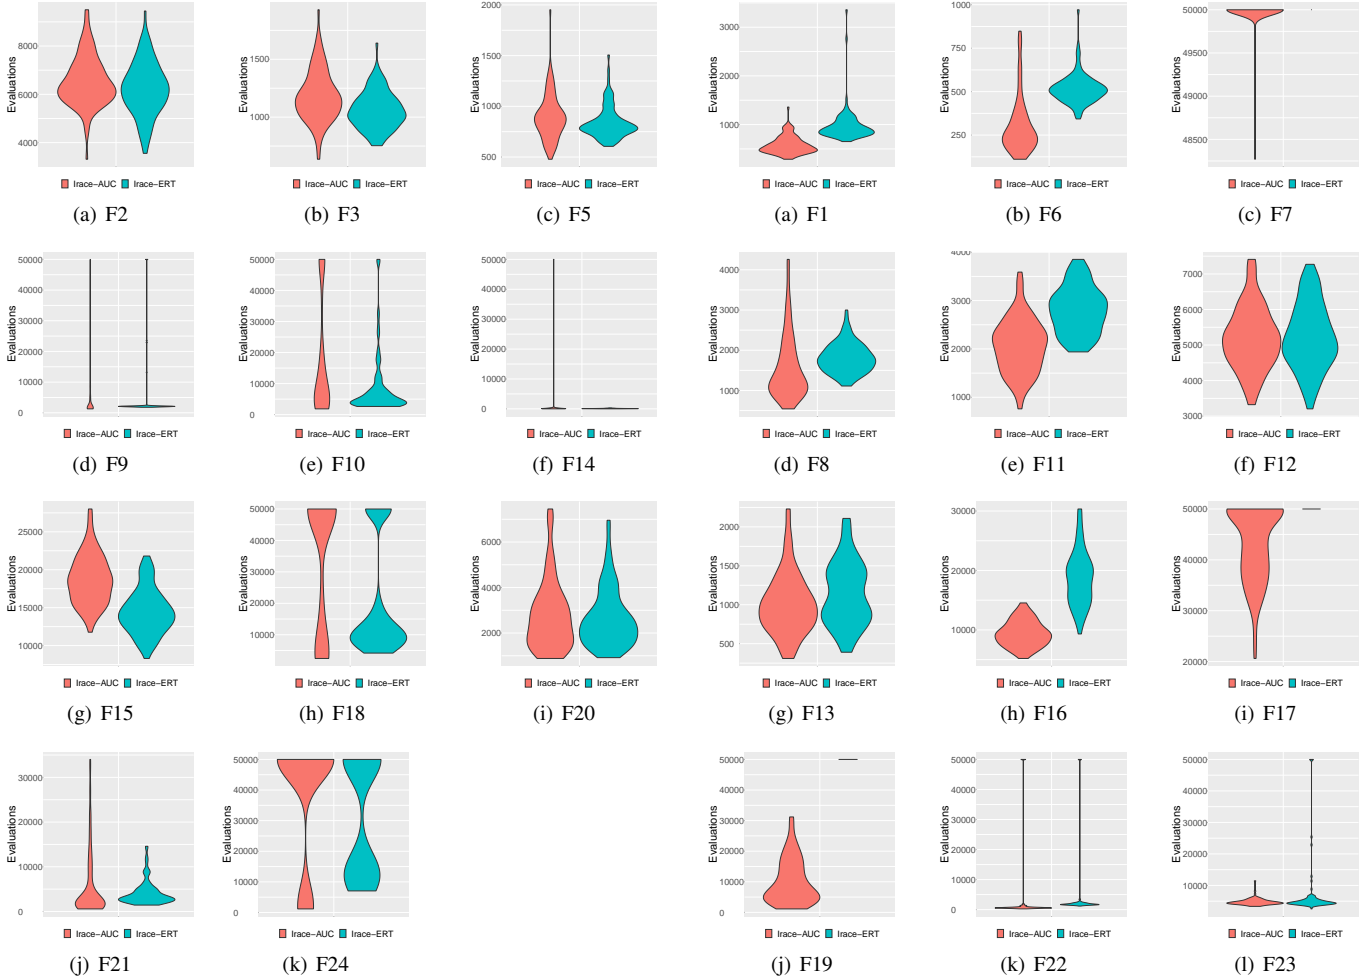 Evaluations
8000
6000
4000
Irace-AUC Irace-ERT
(a) F2
Evaluations
1500
1000
Irace-AUC Irace-ERT
(b) F3
Evaluations
2000
1500
1000
500
Irace-AUC Irace-ERT
(c) F5
Evaluations
50000
40000
30000
20000
10000
0
Irace-AUC Irace-ERT
(d) F9
Evaluations
50000
40000
30000
20000
10000
0
Irace-AUC Irace-ERT
(e) F10
Evaluations
50000
40000
30000
20000
10000
0
Irace-AUC Irace-ERT
(f) F14
Evaluations
25000
20000
15000
10000
Irace-AUC Irace-ERT
(g) F15
Evaluations
50000
40000
30000
20000
10000
Irace-AUC Irace-ERT
(h) F18
Evaluations
6000
4000
2000
Irace-AUC Irace-ERT
(i) F20
Evaluations
30000
20000
10000
0
Irace-AUC Irace-ERT
(j) F21
Evaluations
50000
40000
30000
20000
10000
0
Irace-AUC Irace-ERT
(k) F24
Evaluations
3000
2000
1000
Irace-AUC Irace-ERT
(a) F1
Evaluations
1000
750
500
250
Irace-AUC Irace-ERT
(b) F6
Evaluations
50000
49500
49000
48500
Irace-AUC Irace-ERT
(c) F7
Evaluations
4000
3000
2000
1000
Irace-AUC Irace-ERT
(d) F8
Evaluations
4000
3000
2000
1000
Irace-AUC Irace-ERT
(e) F11
Evaluations
7000
6000
5000
4000
3000
Irace-AUC Irace-ERT
(f) F12
Evaluations
2000
1500
1000
500
Irace-AUC Irace-ERT
(g) F13
Evaluations
30000
20000
10000
Irace-AUC Irace-ERT
(h) F16
Evaluations
50000
40000
30000
20000
Irace-AUC Irace-ERT
(i) F17
Evaluations
50000
40000
30000
20000
10000
0
Irace-AUC Irace-ERT
(j) F19
Evaluations
50000
40000
30000
20000
10000
0
Irace-AUC Irace-ERT
(k) F22
Evaluations
50000
40000
30000
20000
10000
Irace-AUC Irace-ERT
(l) F23